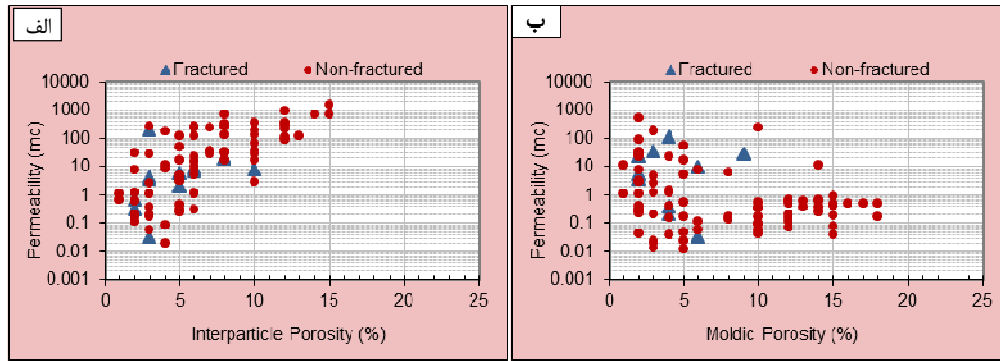 الف
Fractured Non-fractured
10000
1000
100
10
1
0.1
0.01
0.001
Permeability (mc)
0 5 10 15 20 25
Interparticle Porosity (%)
ب
Fractured Non-fractured
10000
1000
100
10
1
0.1
0.01
0.001
Permeability (mc)
0 5 10 15 20 25
Moldic Porosity (%)